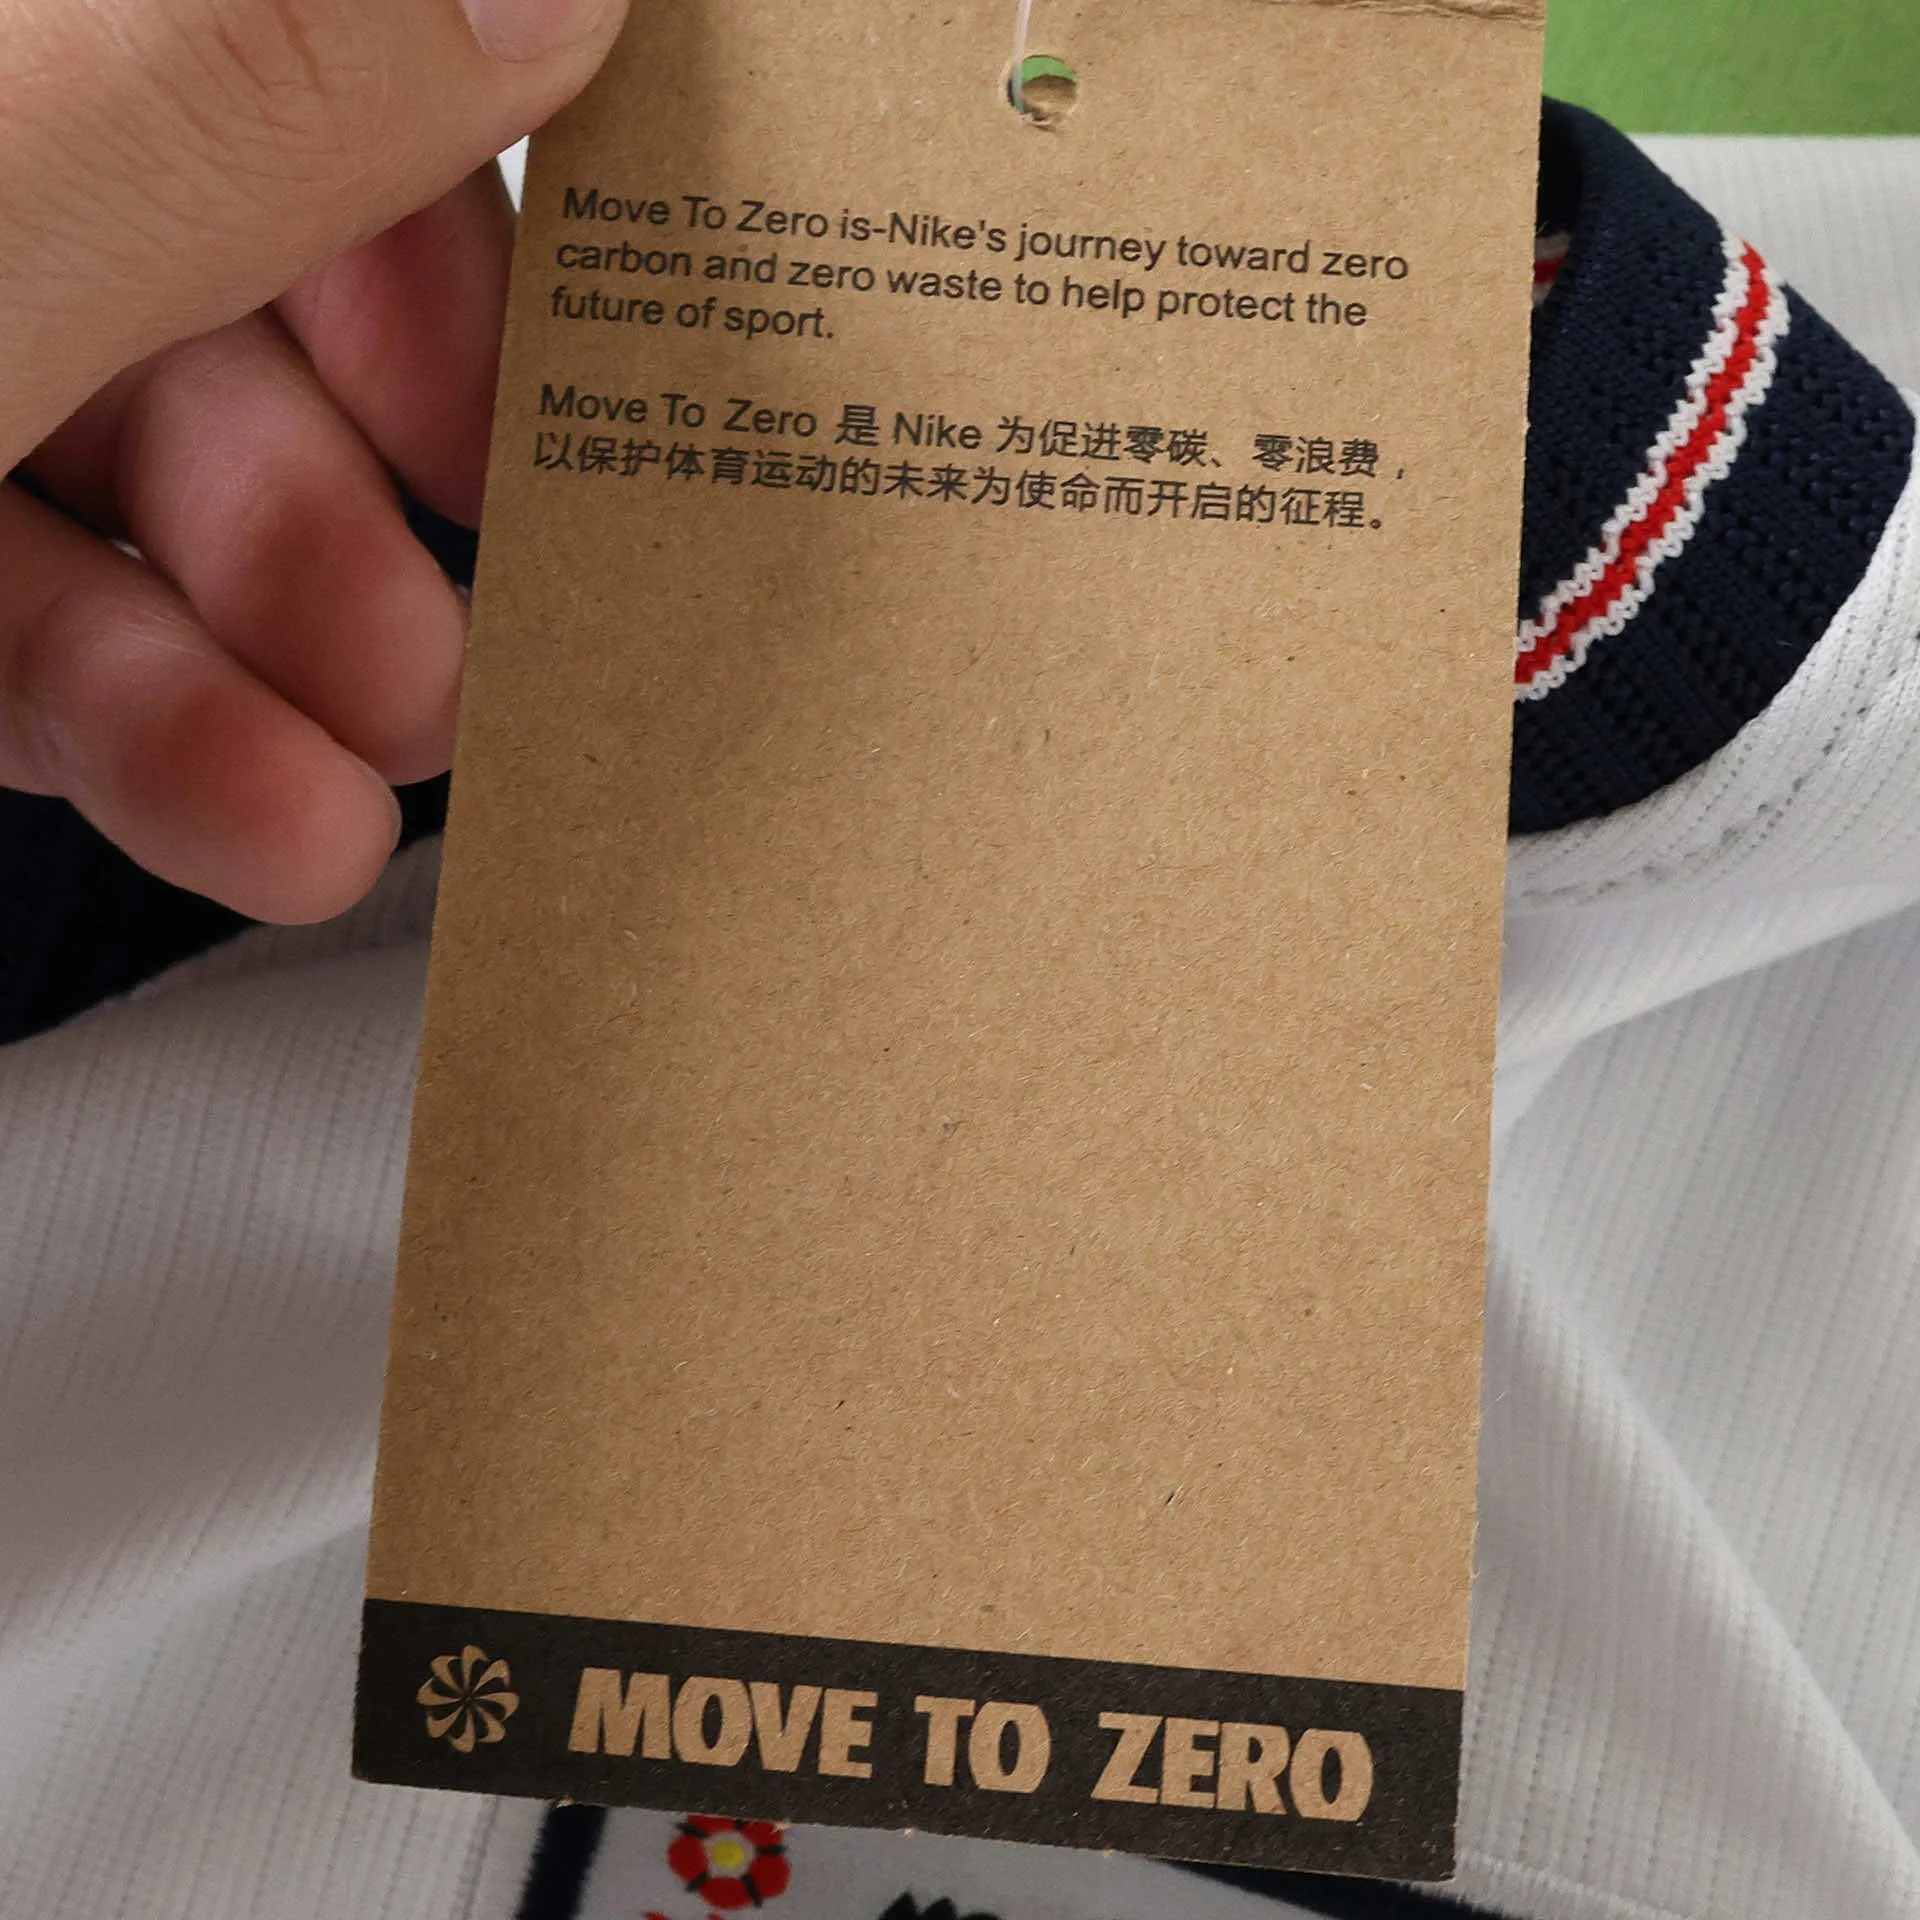 Move To Zero is-Nike's journey toward zero
carbon and zero waste to help protect the
future of sport.
Move To Zero 是 Nike 为促进零碳、零浪费，
以保护体育运动的未来为使命而开启的征程。
MOVE TO ZERO